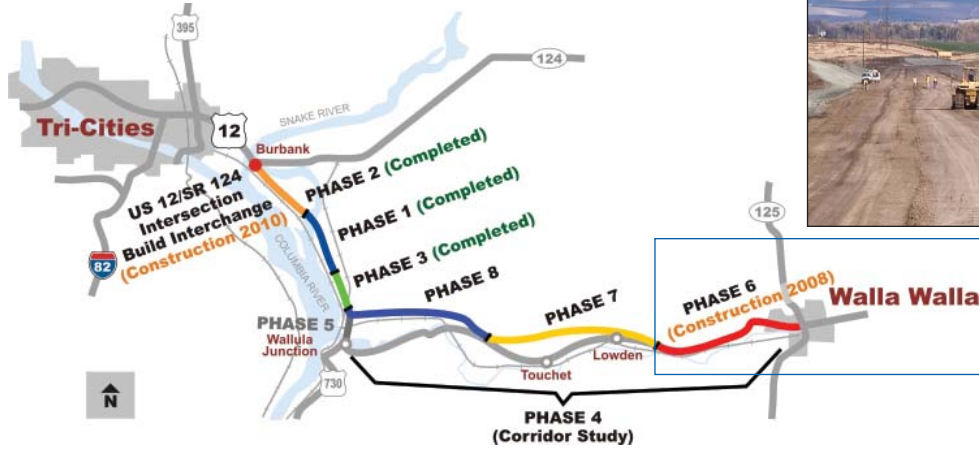 395
124
SNAKE RIVER
Tri-Cities
12
Burbank
US 12/SR 124
Intersection
Build Interchange
(Construction 2010)
PHASE 2 (Completed)
PHASE 1 (Completed)
PHASE 3 (Completed)
82
COLUMBIA RIVER
PHASE 8
PHASE 7
PHASE 6
(Construction 2008)
125
Walla Walla
PHASE 5
Wallula
Junction
Lowden
Touchet
730
N
PHASE 4
(Corridor Study)